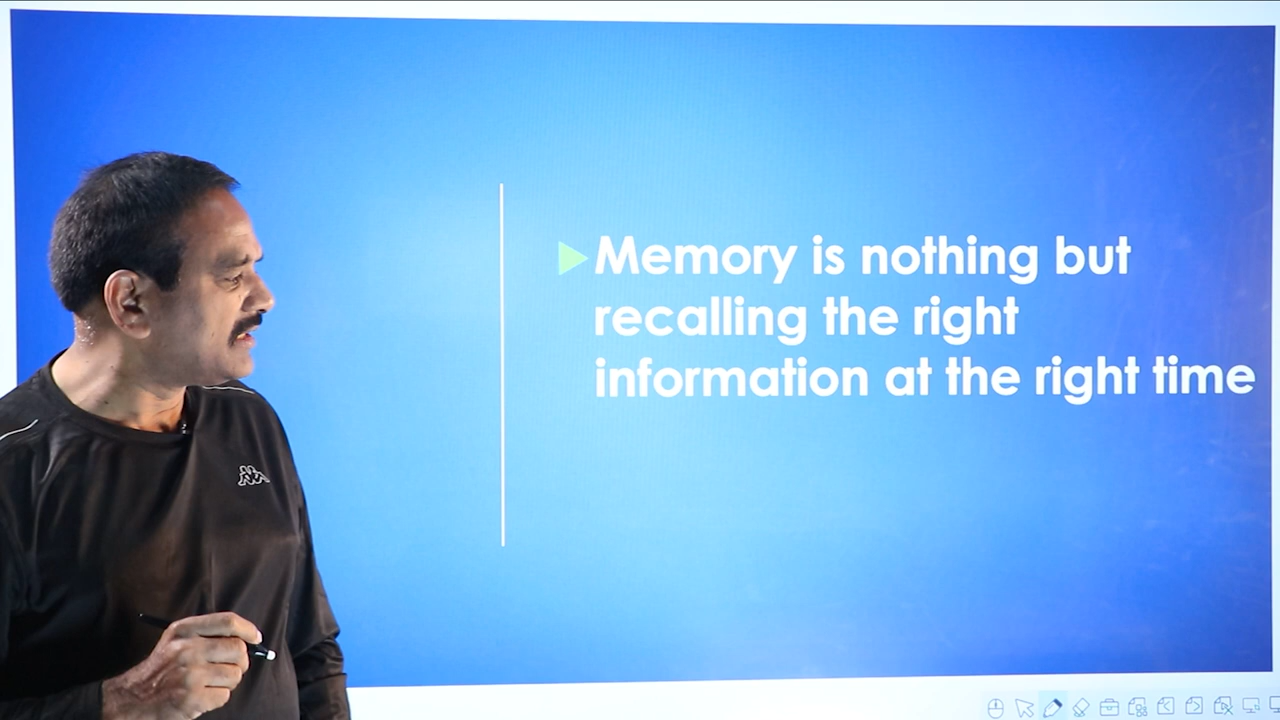 Memory is nothing but
recalling the right
information at the right time